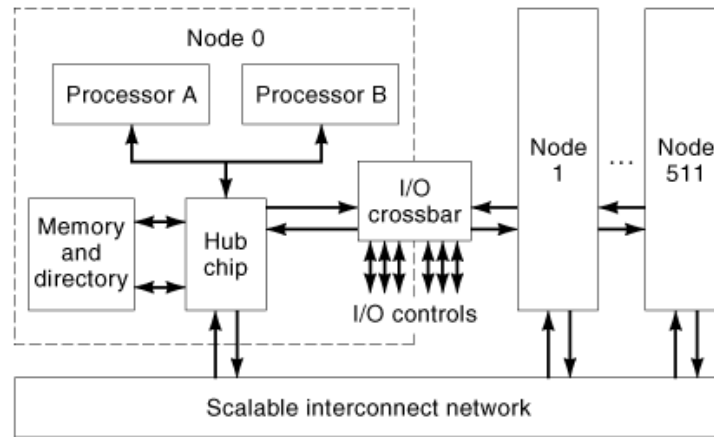 Node 0
Processor A
Processor B
Memory
and
directory
Hub
chip
I/O
crossbar
I/O controls
Node
1
...
Node
511
Scalable interconnect network